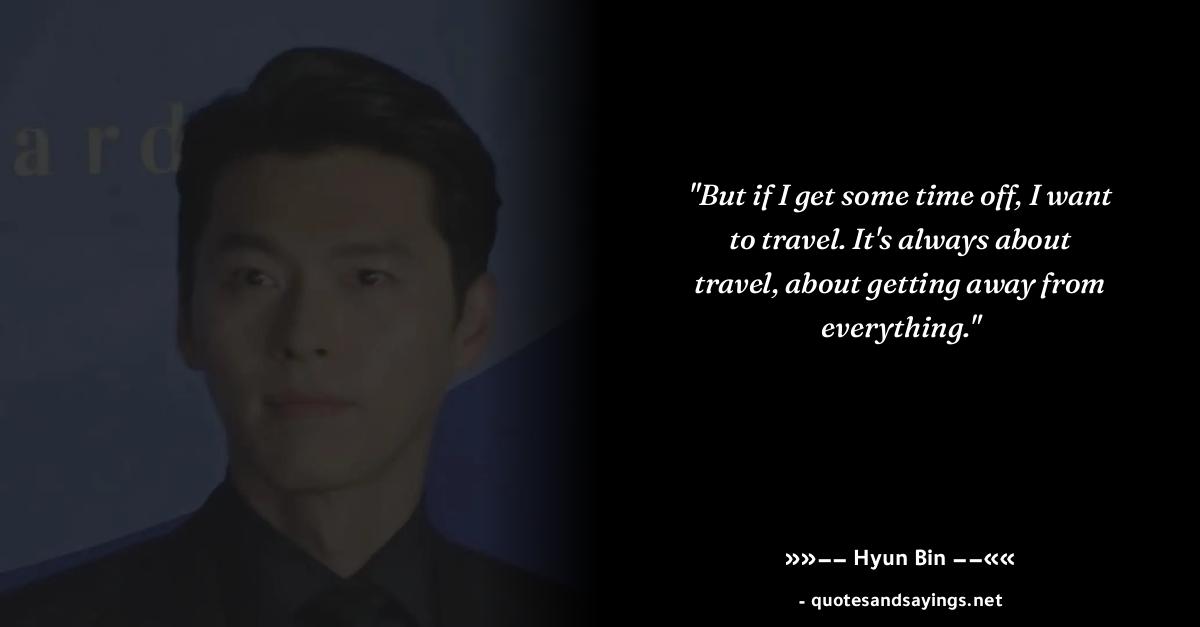 ard
"But if I get some time off, I want
to travel. It's always about
travel, about getting away from
everything."
»»–– Hyun Bin ––««
- quotesandsayings.net